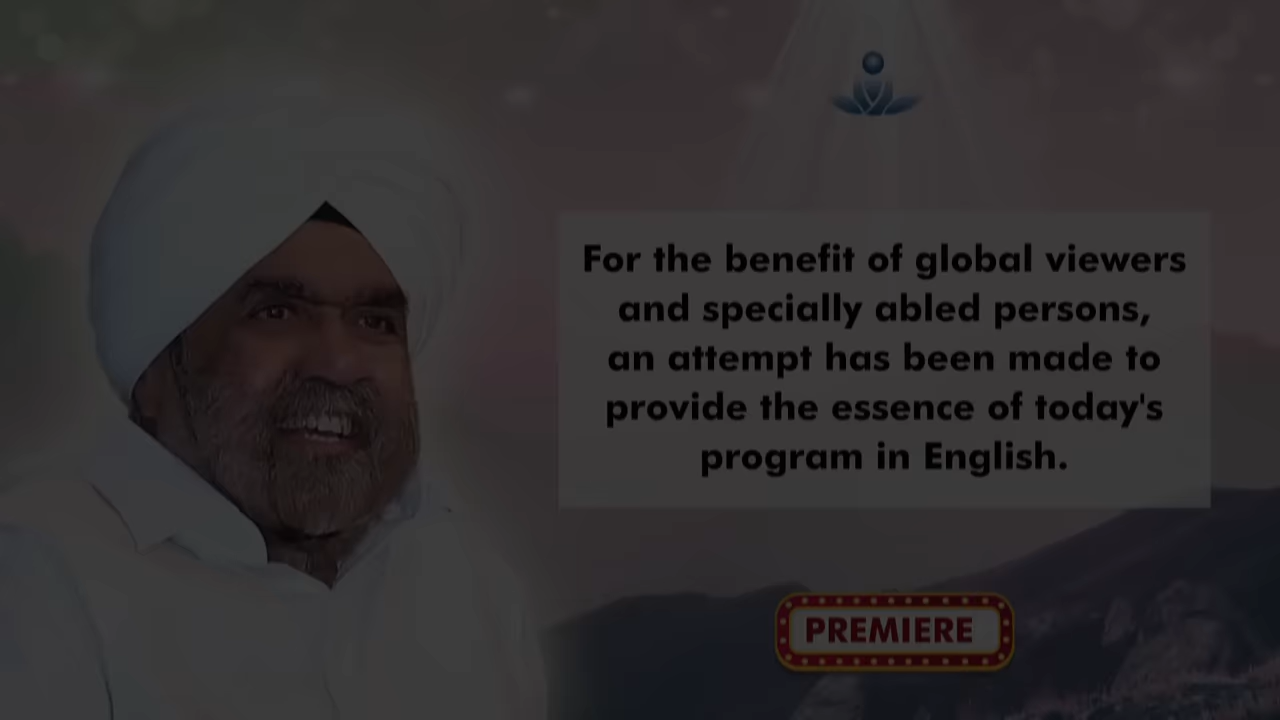 For the benefit of global viewers
and specially abled persons,
an attempt has been made to
provide the essence of today's
program in English.
PREMIERE